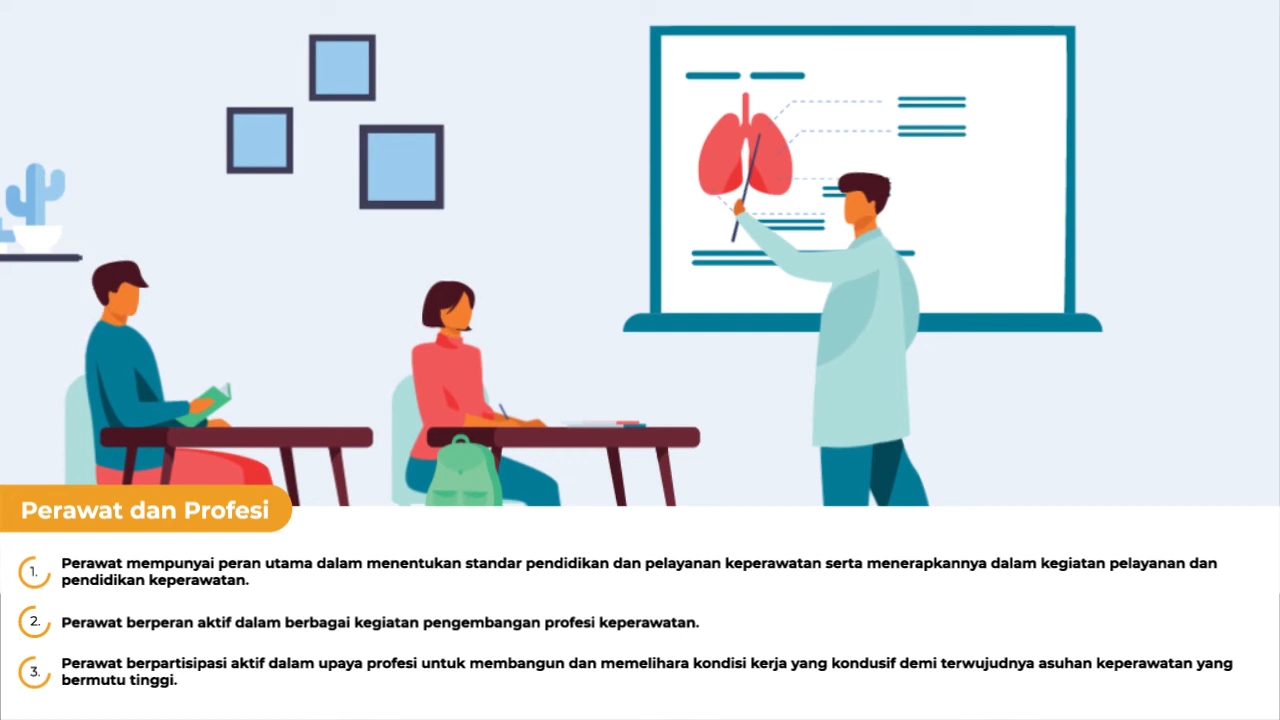 Perawat dan Profesi
1. Perawat mempunyai peran utama dalam menentukan standar pendidikan dan pelayanan keperawatan serta menerapkannya dalam kegiatan pelayanan dan
pendidikan keperawatan.
2. Perawat berperan aktif dalam berbagai kegiatan pengembangan profesi keperawatan.
3. Perawat berpartisipasi aktif dalam upaya profesi untuk membangun dan memelihara kondisi kerja yang kondusif demi terwujudnya asuhan keperawatan yang
bermutu tinggi.